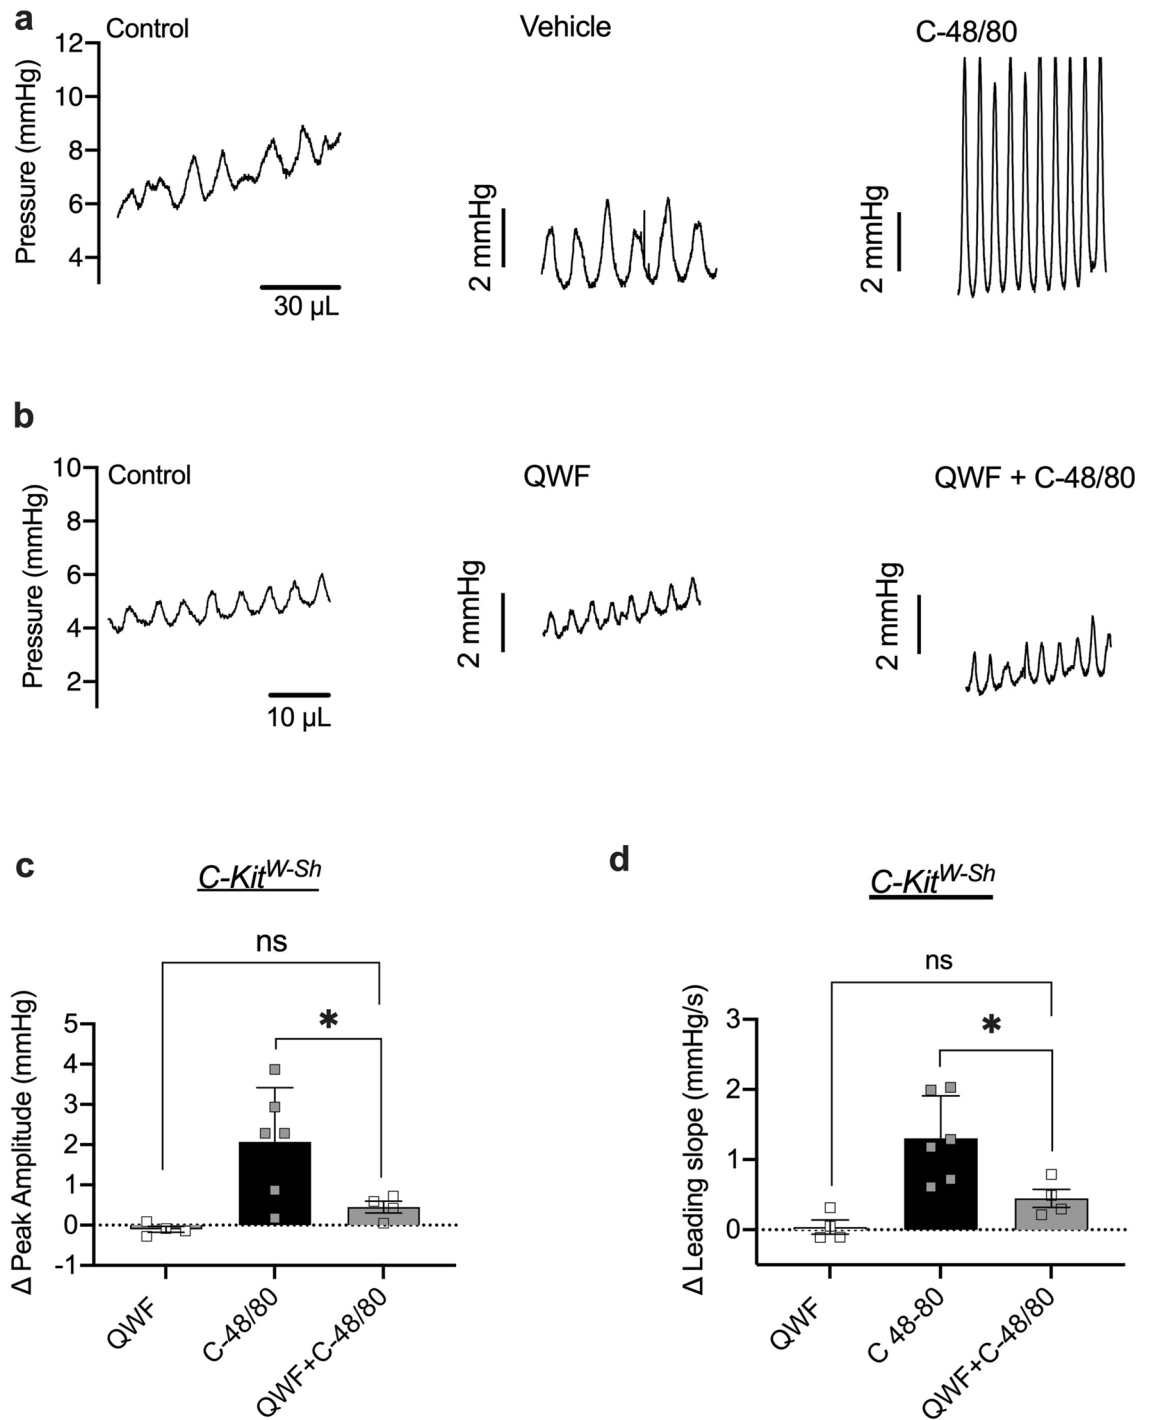 a
Control
Vehicle
C-48/80
Pressure (mmHg)
12
10
8
6
4
30 µL
2 mmHg
2 mmHg
b
Control
QWF
QWF + C-48/80
Pressure (mmHg)
10
8
6
4
2
10 µL
2 mmHg
2 mmHg
c
C-KitW-Sh
ns
*
Δ Peak Amplitude (mmHg)
5
4
3
2
1
0
-1
QWF
C-48/80
QWF+C-48/80
d
C-KitW-Sh
ns
*
Δ Leading slope (mmHg/s)
3
2
1
0
QWF
C 48-80
QWF+C-48/80